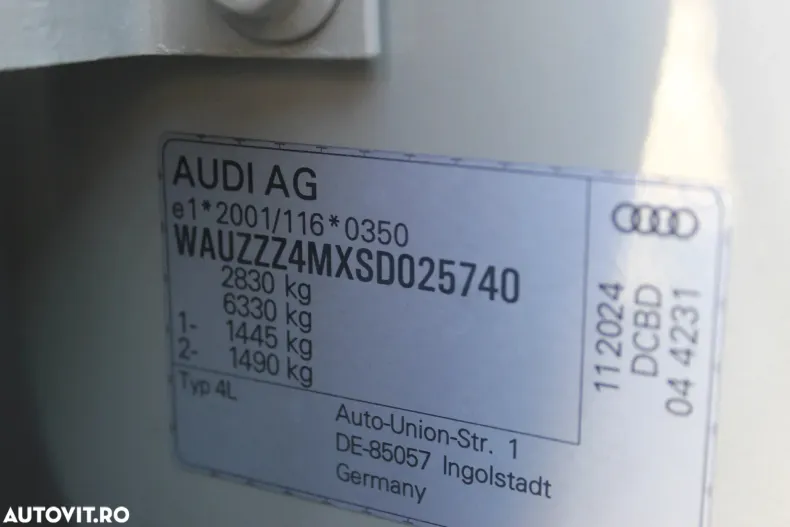 AUDI AG
e1*2001/116*0350
WAUZZZ4MXSD025740
2830 kg
6330 kg
1- 1445 kg
2- 1490 kg
Typ 4L
Auto-Union-Str. 1
DE-85057 Ingolstadt
Germany
112024
DCBD
04 4231
AUTOVIT.RO